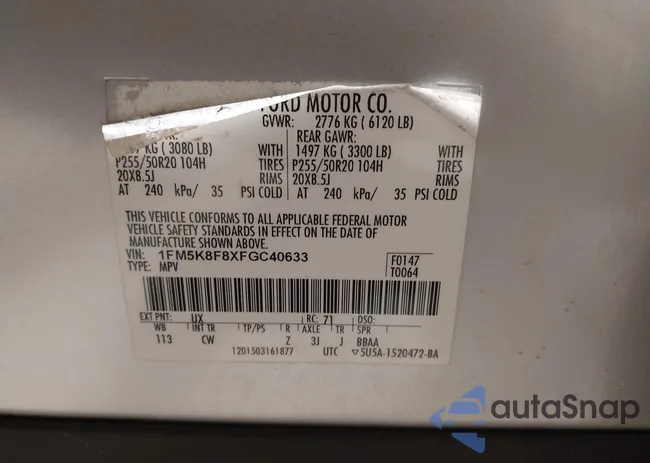 FORD MOTOR CO.
GVWR: 2776 KG ( 6120 LB)
REAR GAWR:
KG ( 3080 LB) WITH 1497 KG ( 3300 LB) WITH
P255/50R20 104H TIRES P255/50R20 104H TIRES
20X8.5J RIMS 20X8.5J RIMS
AT 240 kPa/ 35 PSI COLD AT 240 kPa/ 35 PSI COLD
THIS VEHICLE CONFORMS TO ALL APPLICABLE FEDERAL MOTOR
VEHICLE SAFETY STANDARDS IN EFFECT ON THE DATE OF
MANUFACTURE SHOWN ABOVE.
VIN: 1FM5K8F8XFGC40633 F0147
TYPE: MPV T0064
EXT PNT: UX RC: 71 DSO:
WB INT TR TP/PS R AXLE TR SPR
113 CW Z 3J J BBAA
1201503161877 UTC ▽5U5A-1520472-BA
autoSnap